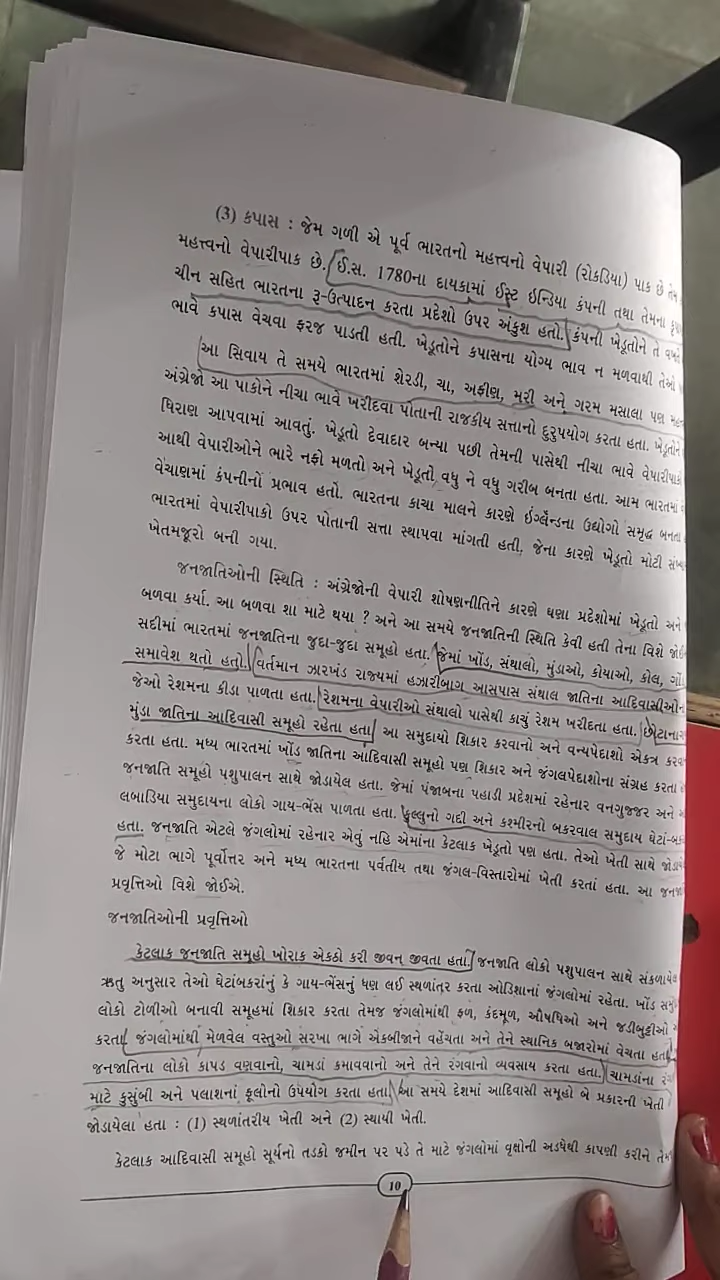 (3) કપાસ : જેમ ગળી એ પૂર્વ ભારતનો મહત્ત્વનો વેપારી (રોકડિયા) પાક છે તેમ
મહત્ત્વનો વેપારીપાક છે. ઈ.સ. 1780ના દાયકામાં ઈસ્ટ ઇન્ડિયા કંપની તથા તેમના
ચીન સહિત ભારતના રૂ-ઉત્પાદન કરતા પ્રદેશો ઉપર અંકુશ હતો. કંપની ખેડૂતોને તે
ભાવે કપાસ વેચવા ફરજ પાડતી હતી. ખેડૂતોને કપાસના યોગ્ય ભાવ ન મળવાથી તેઓ
આ સિવાય તે સમયે ભારતમાં શેરડી, ચા, અફીણ, મરી અને ગરમ મસાલા પણ
અંગ્રેજો આ પાકોને નીચા ભાવે ખરીદવા પોતાની રાજકીય સત્તાનો દુરુપયોગ કરતા હતા. ખેડૂતોને
ધિરાણ આપવામાં આવતું. ખેડૂતો દેવાદાર બન્યા પછી તેમની પાસેથી નીચા ભાવે વેપારીપાકો
આથી વેપારીઓને ભારે નફો મળતો અને ખેડૂતો વધુ ને વધુ ગરીબ બનતા હતા. આમ ભારતમાં
વેચાણમાં કંપનીનો પ્રભાવ હતો. ભારતના કાચા માલને કારણે ઇંગ્લૅન્ડના ઉદ્યોગો સમૃદ્ધ બનતા
ભારતમાં વેપારીપાકો ઉપર પોતાની સત્તા સ્થાપવા માંગતી હતી. જેના કારણે ખેડૂતો મોટી
ખેતમજૂરો બની ગયા.
જનજાતિઓની સ્થિતિ : અંગ્રેજોની વેપારી શોષણનીતિને કારણે ઘણા પ્રદેશોમાં ખેડૂતો અને
બળવા કર્યા. આ બળવા શા માટે થયા ? અને આ સમયે જનજાતિની સ્થિતિ કેવી હતી તેના વિશે
સદીમાં ભારતમાં જનજાતિના જુદા-જુદા સમૂહો હતા. જેમાં ખોંડ, સંથાલો, મુંડાઓ, કોયાઓ, કોલ,
સમાવેશ થતો હતો. વર્તમાન ઝારખંડ રાજ્યમાં હઝારીબાગ આસપાસ સંથાલ જાતિના આદિવાસીઓ
જેઓ રેશમના કીડા પાળતા હતા. રેશમના વેપારીઓ સંથાલો પાસેથી કાચું રેશમ ખરીદતા હતા.
મુંડા જાતિના આદિવાસી સમૂહો રહેતા હતા. આ સમુદાયો શિકાર કરવાનો અને વન્યપેદાશો એકત્ર
કરતા હતા. મધ્ય ભારતમાં ખોંડ જાતિના આદિવાસી સમૂહો પણ શિકાર અને જંગલપેદાશોના સંગ્રહ કરતા
જનજાતિ સમૂહો પશુપાલન સાથે જોડાયેલ હતા. જેમાં પંજાબના પહાડી પ્રદેશમાં રહેનાર વનગુજ્જર અને
લબાડિયા સમુદાયના લોકો ગાય-ભેંસ પાળતા હતા. કુલ્લુનો ગદ્દી અને કશ્મીરનો બકરવાલ સમુદાય
હતા. જનજાતિ એટલે જંગલોમાં રહેનાર એવું નહિ એમાંના કેટલાક ખેડૂતો પણ હતા. તેઓ ખેતી સાથે
જે મોટા ભાગે પૂર્વોત્તર અને મધ્ય ભારતના પર્વતીય તથા જંગલ-વિસ્તારોમાં ખેતી કરતાં હતા. આ
પ્રવૃત્તિઓ વિશે જોઈએ.
જનજાતિઓની પ્રવૃત્તિઓ
કેટલાક જનજાતિ સમૂહો ખોરાક એકઠો કરી જીવન જીવતા હતા. જનજાતિ લોકો પશુપાલન સાથે
ઋતુ અનુસાર તેઓ ઘેટાંબકરાંનું કે ગાય-ભેંસનું ધણ લઈ સ્થળાંતર કરતા ઓડિશાનાં જંગલોમાં રહેતા. ખોંડ
લોકો ટોળીઓ બનાવી સમૂહમાં શિકાર કરતા તેમજ જંગલોમાંથી ફળ, કંદમૂળ, ઔષધિઓ અને જડીબુટ્ટીઓ
કરતા. જંગલોમાંથી મેળવેલ વસ્તુઓ સરખા ભાગે એકબીજાને વહેંચતા અને તેને સ્થાનિક બજારોમાં વેચતા
જનજાતિના લોકો કાપડ વણવાનો, ચામડાં કમાવવાનો અને તેને રંગવાનો વ્યવસાય કરતા હતા. ચામડાંના
માટે કુસુંબી અને પલાશનાં ફૂલોનો ઉપયોગ કરતા હતા. આ સમયે દેશમાં આદિવાસી સમૂહો બે પ્રકારની ખેતી
જોડાયેલા હતા : (1) સ્થળાંતરીય ખેતી અને (2) સ્થાયી ખેતી.
કેટલાક આદિવાસી સમૂહો સૂર્યનો તડકો જમીન પર પડે તે માટે જંગલોમાં વૃક્ષોની અડધેથી કાપણી કરીને
10